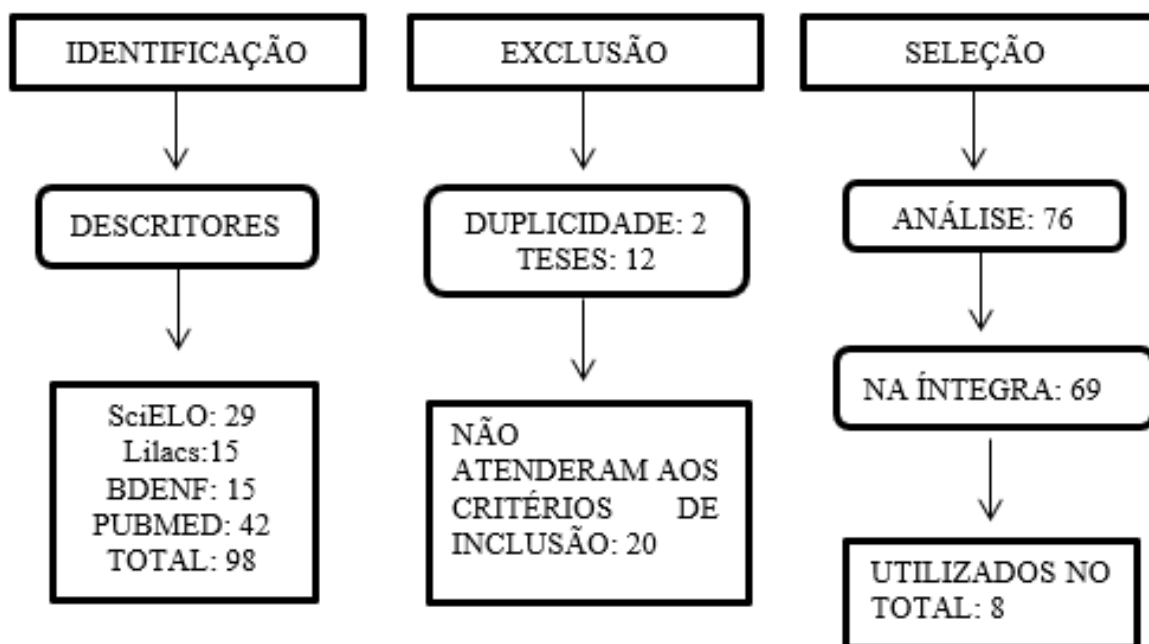 IDENTIFICAÇÃO
DESCRITORES
SciELO: 29
Lilacs:15
BDENF: 15
PUBMED: 42
TOTAL: 98
EXCLUSÃO
DUPLICIDADE: 2
TESES: 12
NÃO
ATENDERAM AOS
CRITÉRIOS DE
INCLUSÃO: 20
SELEÇÃO
ANÁLISE: 76
NA ÍNTEGRA: 69
UTILIZADOS NO
TOTAL: 8